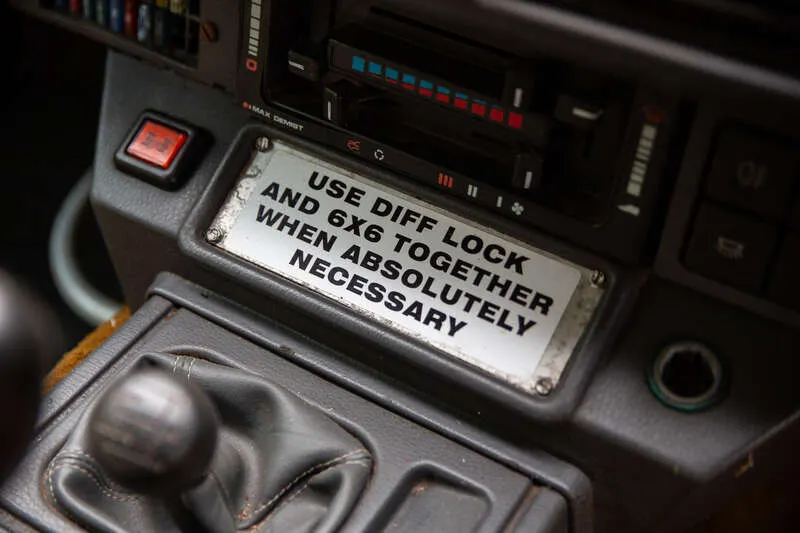 MAX DEMIST
USE DIFF LOCK
AND 6X6 TOGETHER
WHEN ABSOLUTELY
NECESSARY